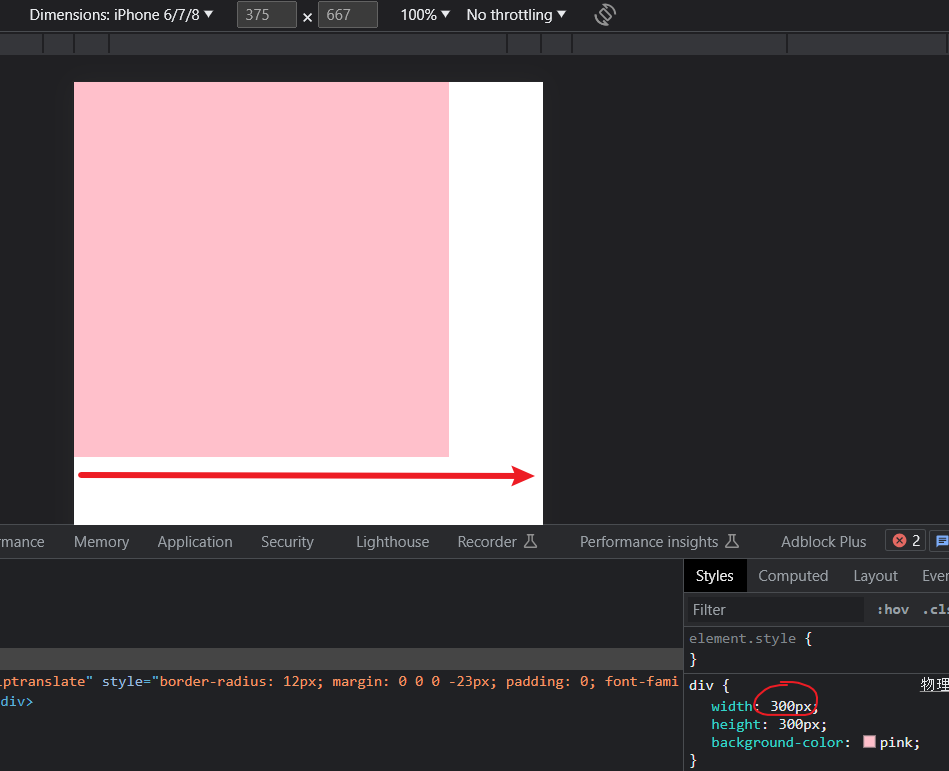 Dimensions: iPhone 6/7/8 ▼ 375 × 667 100% ▼ No throttling ▼
rmance Memory Application Security Lighthouse Recorder Performance insights Adblock Plus 2
Styles Computed Layout Ever
Filter :hov .cls
element.style {
}
iptranslate" style="border-radius: 12px; margin: 0 0 0 -23px; padding: 0; font-fami
div>
div { 物理
width: 300px;
height: 300px;
background-color: pink;
}